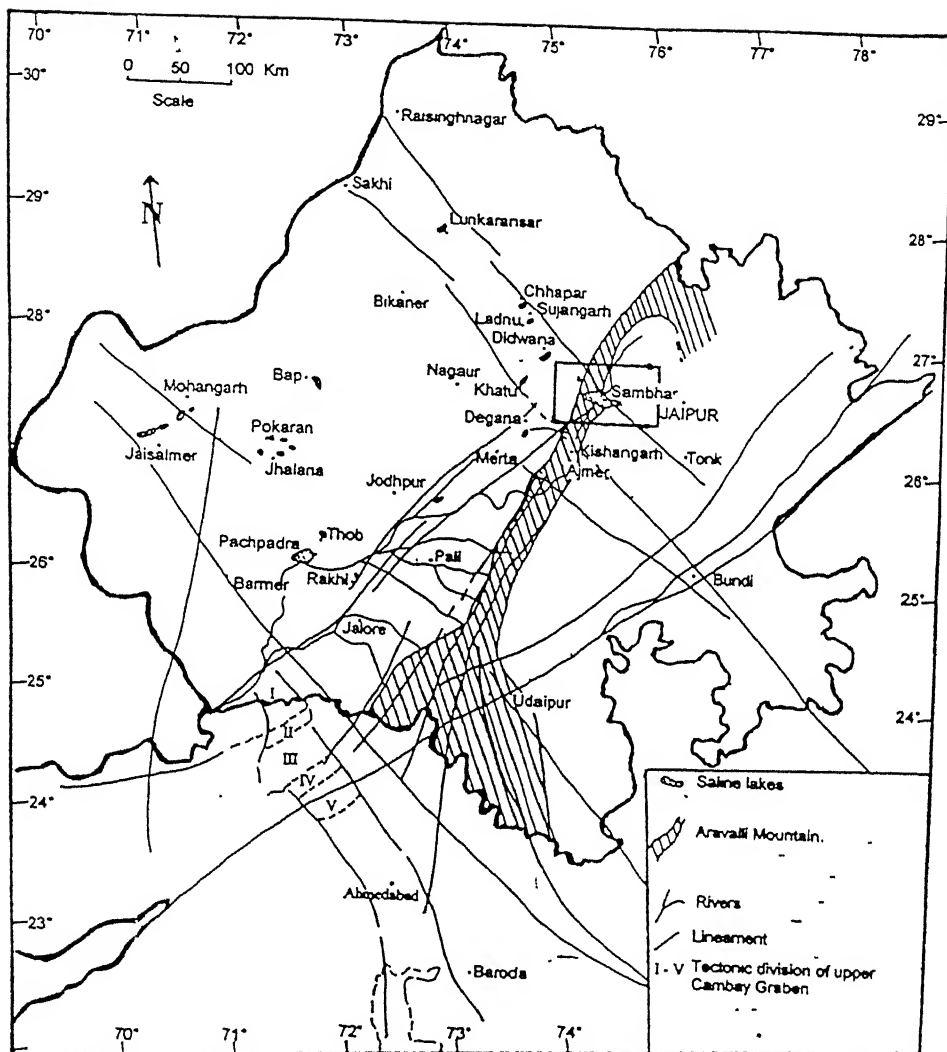 70° 71° 72° 73° 74° 75° 76° 77° 78°
0 50 100 Km
Scale
30°
29°
28°
27°
26°
25°
24°
23°
29°
28°
27°
26°
25°
24°
N
Raisinghnagar
Sakhi
Lunkaransar
Bikaner
Chhapar
Sujangarh
Ladnu
Didwana
Mohangarh
Bap
Nagaur
Khatu
Sambhar
JAIPUR
Pokaran
Degana
Jaisalmer
Jhalana
Merta
Kishangarh
Ajmer
Tonk
Jodhpur
Pachpadra
Thob
Pali
Barmer
Rakhi
Bundi
Jalore
Udaipur
I
II
III
IV
V
Ahmedabad
Baroda
Saline lakes
Aravalli Mountain.
Rivers
Lineament
I - V Tectonic division of upper
Cambay Graben
70° 71° 72° 73° 74° 75°